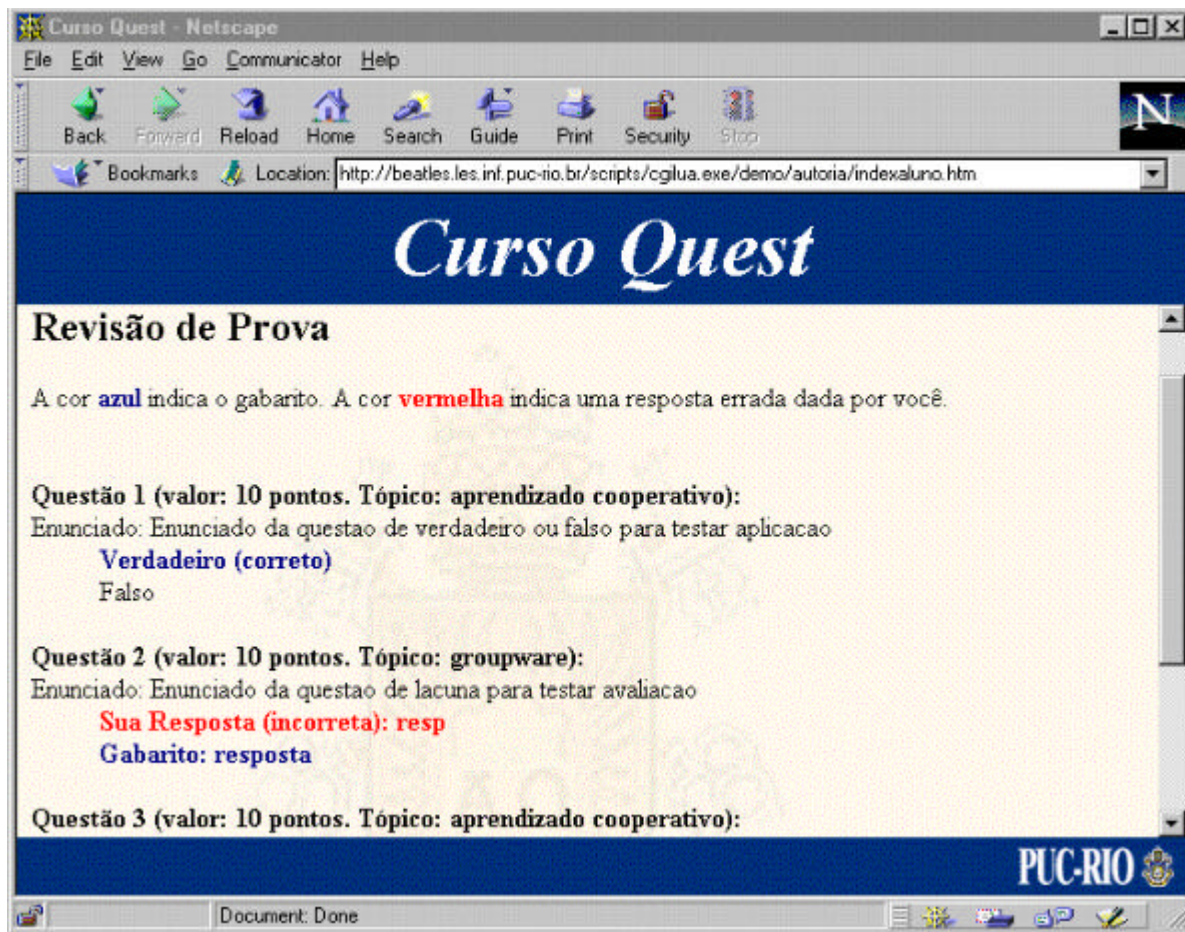 Curso Quest - Netscape
File Edit View Go Communicator Help
Back Forward Reload Home Search Guide Print Security Stop
N
Bookmarks Location: http://beatles.les.inf.puc-rio.br/scripts/cgilua.exe/demo/autoria/indexaluno.htm
Curso Quest
Revisão de Prova
A cor azul indica o gabarito. A cor vermelha indica uma resposta errada dada por você.
Questão 1 (valor: 10 pontos. Tópico: aprendizado cooperativo):
Enunciado: Enunciado da questao de verdadeiro ou falso para testar aplicacao
Verdadeiro (correto)
Falso
Questão 2 (valor: 10 pontos. Tópico: groupware):
Enunciado: Enunciado da questao de lacuna para testar avaliacao
Sua Resposta (incorreta): resp
Gabarito: resposta
Questão 3 (valor: 10 pontos. Tópico: aprendizado cooperativo):
PUC-RIO
Document: Done